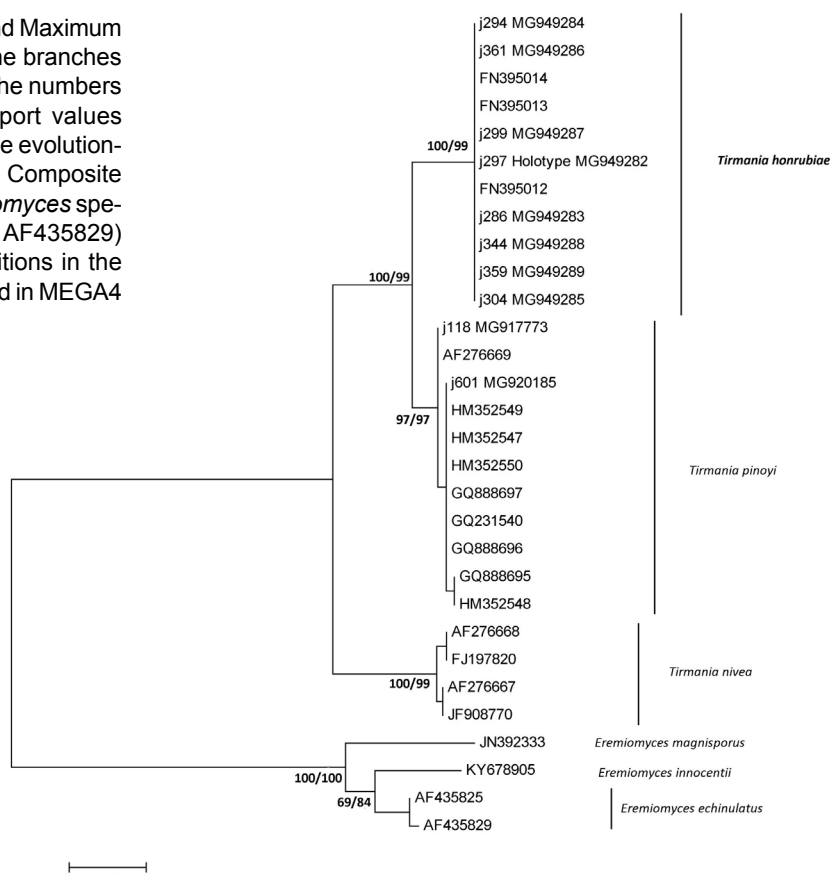 nd Maximum
he branches
he numbers
port values
e evolution-
Composite
omyces spe-
AF435829)
itions in the
d in MEGA4
j294 MG949284
j361 MG949286
FN395014
FN395013
j299 MG949287
100/99
j297 Holotype MG949282
Tirmania honrubiae
FN395012
j286 MG949283
j344 MG949288
j359 MG949289
100/99
j304 MG949285
j118 MG917773
AF276669
j601 MG920185
97/97
HM352549
HM352547
HM352550
Tirmania pinoyi
GQ888697
GQ231540
GQ888696
GQ888695
HM352548
AF276668
FJ197820
Tirmania nivea
100/99
AF276667
JF908770
JN392333
Eremiomyces magnisporus
100/100
KY678905
Eremiomyces innocentii
69/84
AF435825
Eremiomyces echinulatus
AF435829